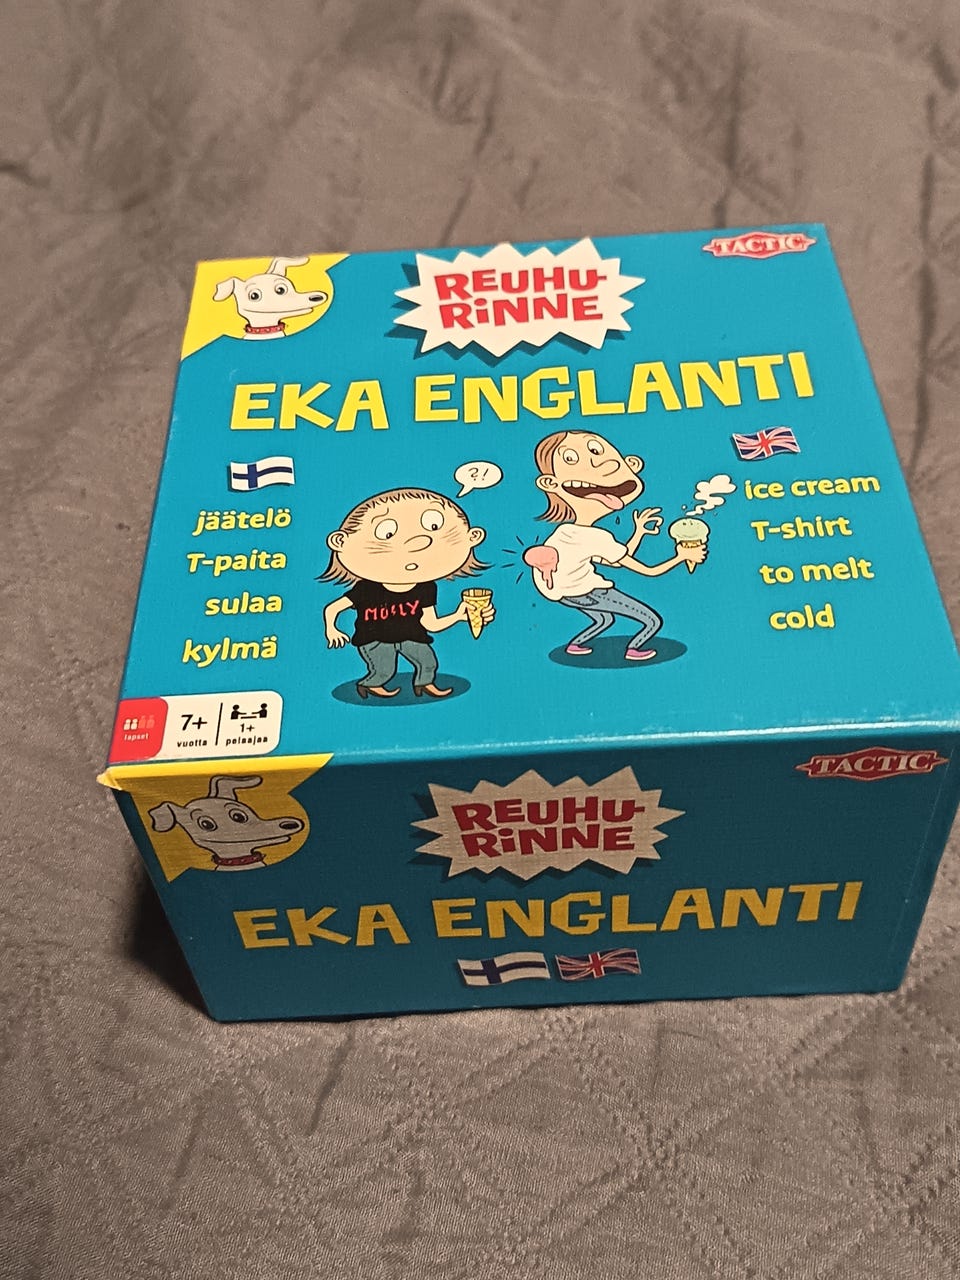 TACTIC
REUHU-
RINNE
EKA ENGLANTI
?!
jäätelö
T-paita
sulaa
kylmä
ice cream
T-shirt
to melt
cold
lapset
7+
vuotta
1+
pelaajaa
TACTIC
REUHU-
RINNE
EKA ENGLANTI